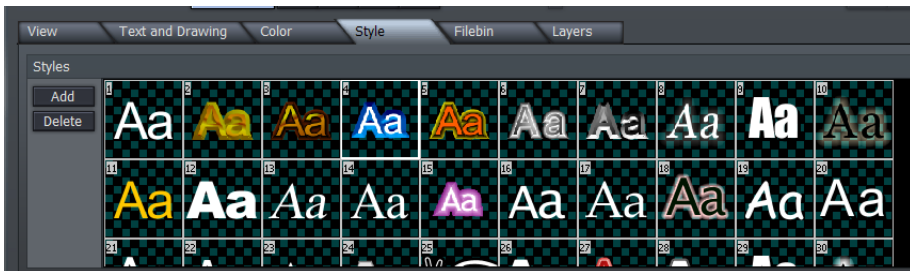 View Text and Drawing Color Style Filebin Layers
Styles
Add
Delete
1 2 3 4 5 6 7 8 9 10
Aa Aa Aa Aa Aa Aa Aa Aa Aa Aa
11 12 13 14 15 16 17 18 19 20
Aa Aa Aa Aa Aa Aa Aa Aa Aa Aa
21 22 23 24 25 26 27 28 29 30